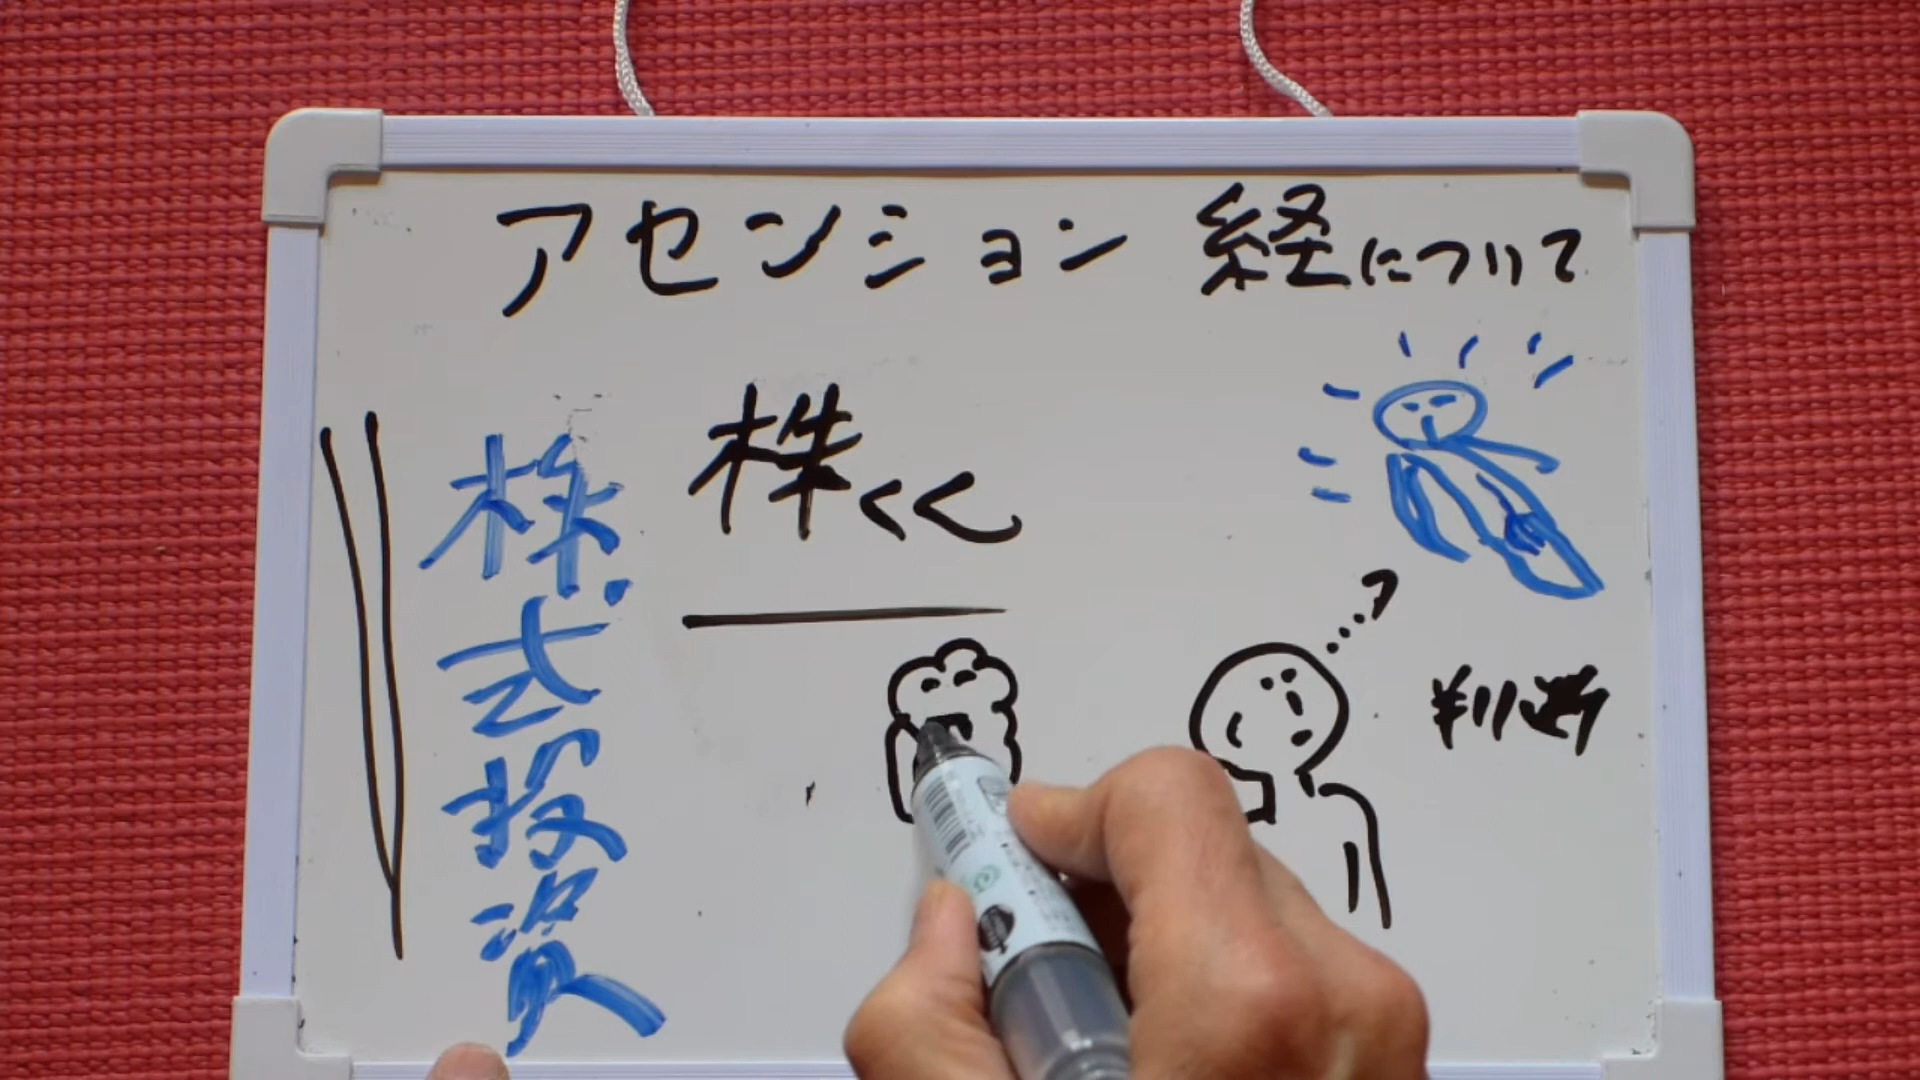 アセンション 経について
株式投資
株くん
判断